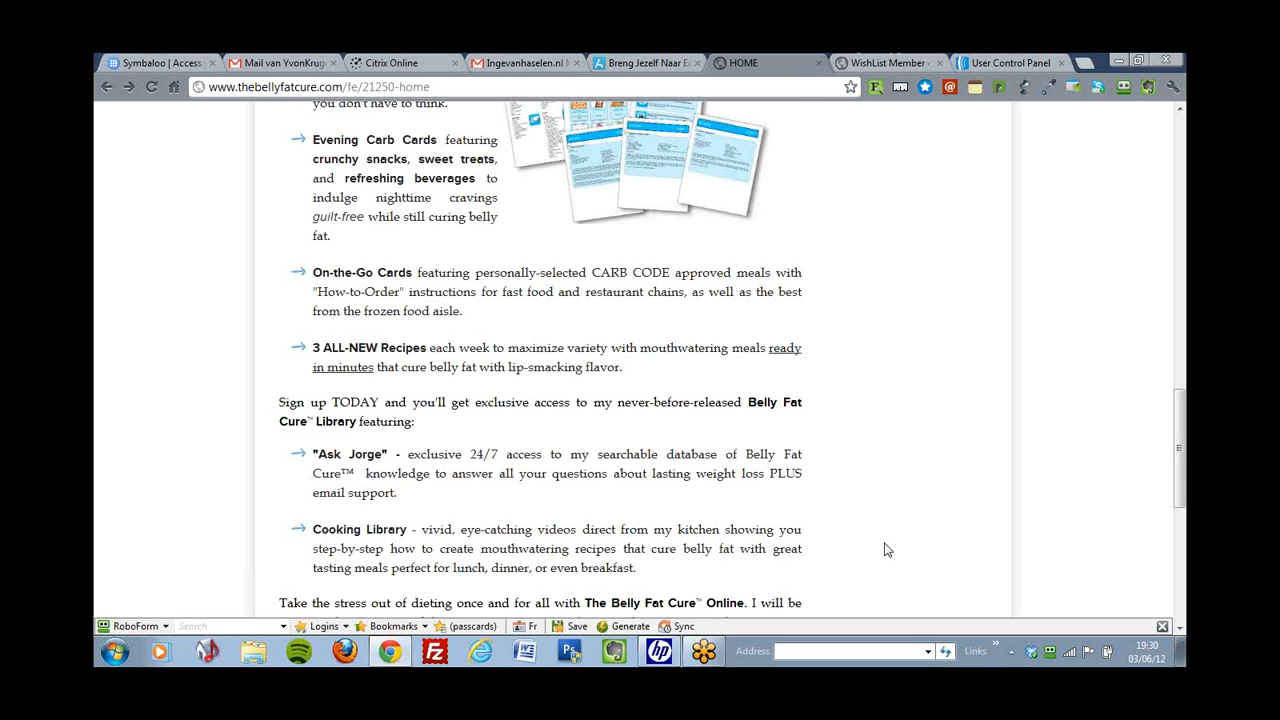 Symbaloo | Access
Mail van YvonKrug
Citrix Online
Ingevanhaselen.nl M
Breng Jezelf Naar E
HOME
WishList Member -
User Control Panel
www.thebellyfatcure.com/fe/21250-home
you don't have to think.
Evening Carb Cards featuring
crunchy snacks, sweet treats,
and refreshing beverages to
indulge nighttime cravings
guilt-free while still curing belly
fat.
On-the-Go Cards featuring personally-selected CARB CODE approved meals with
"How-to-Order" instructions for fast food and restaurant chains, as well as the best
from the frozen food aisle.
3 ALL-NEW Recipes each week to maximize variety with mouthwatering meals ready
in minutes that cure belly fat with lip-smacking flavor.
Sign up TODAY and you'll get exclusive access to my never-before-released Belly Fat
Cure™ Library featuring:
"Ask Jorge" - exclusive 24/7 access to my searchable database of Belly Fat
Cure™ knowledge to answer all your questions about lasting weight loss PLUS
email support.
Cooking Library - vivid, eye-catching videos direct from my kitchen showing you
step-by-step how to create mouthwatering recipes that cure belly fat with great
tasting meals perfect for lunch, dinner, or even breakfast.
Take the stress out of dieting once and for all with The Belly Fat Cure™ Online. I will be
RoboForm Search Logins Bookmarks (passcards) Fr Save Generate Sync
Address Links » 19:30
03/06/12